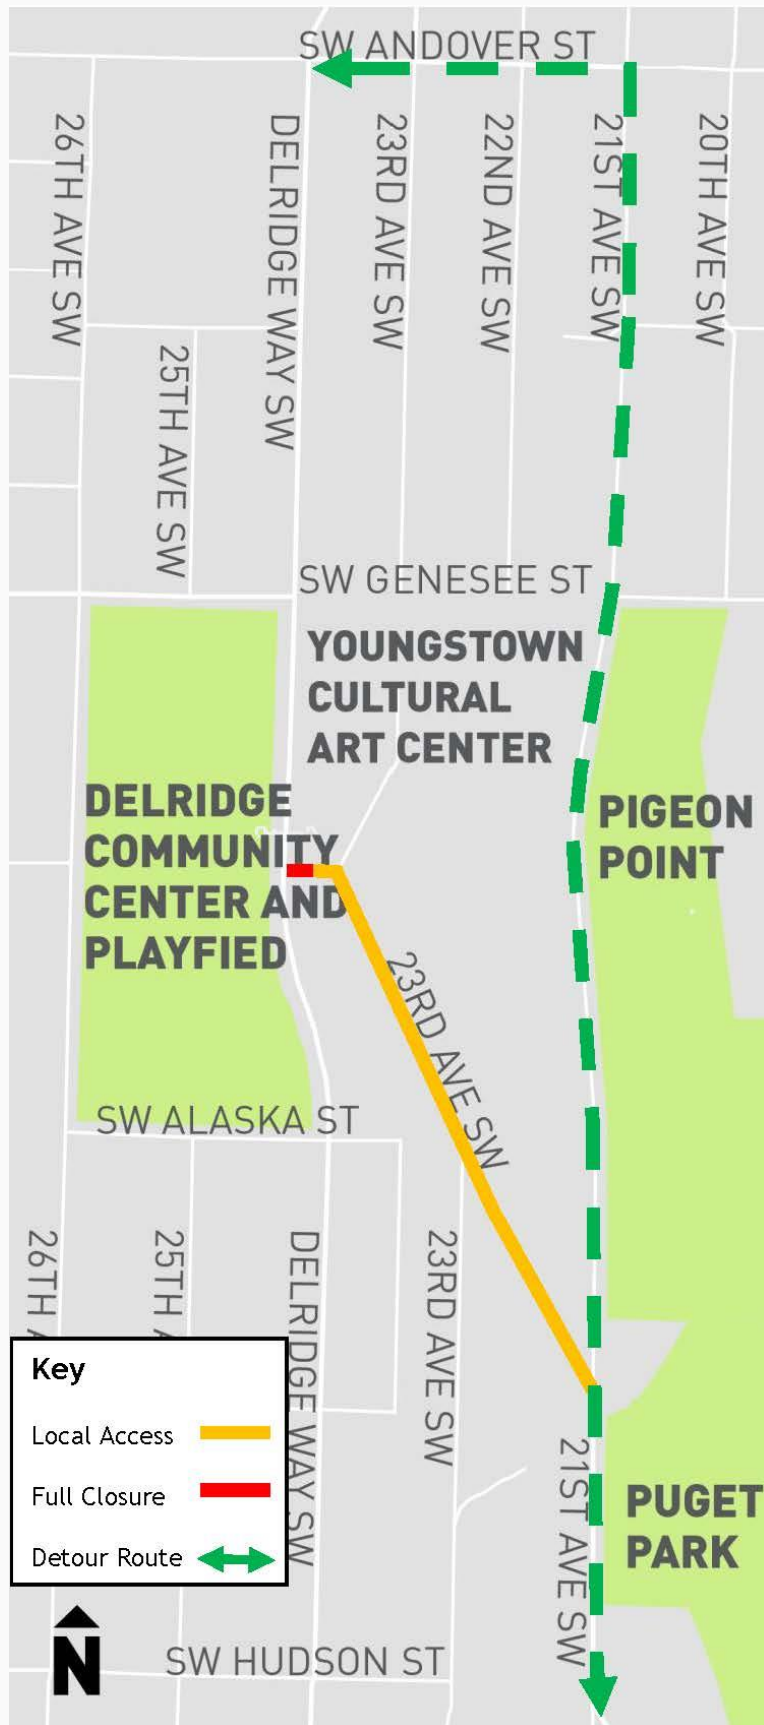 SW ANDOVER ST
26TH AVE SW
DELRIDGE WAY SW
23RD AVE SW
22ND AVE SW
21ST AVE SW
20TH AVE SW
25TH AVE SW
SW GENESEE ST
YOUNGSTOWN
CULTURAL
ART CENTER
DELRIDGE
COMMUNITY
CENTER AND
PLAYFIED
PIGEON
POINT
23RD AVE SW
SW ALASKA ST
26TH A
25TH A
DELRIDGE WAY SW
23RD AVE SW
21ST AVE SW
PUGET
PARK
Key
Local Access
Full Closure
Detour Route
N
SW HUDSON ST